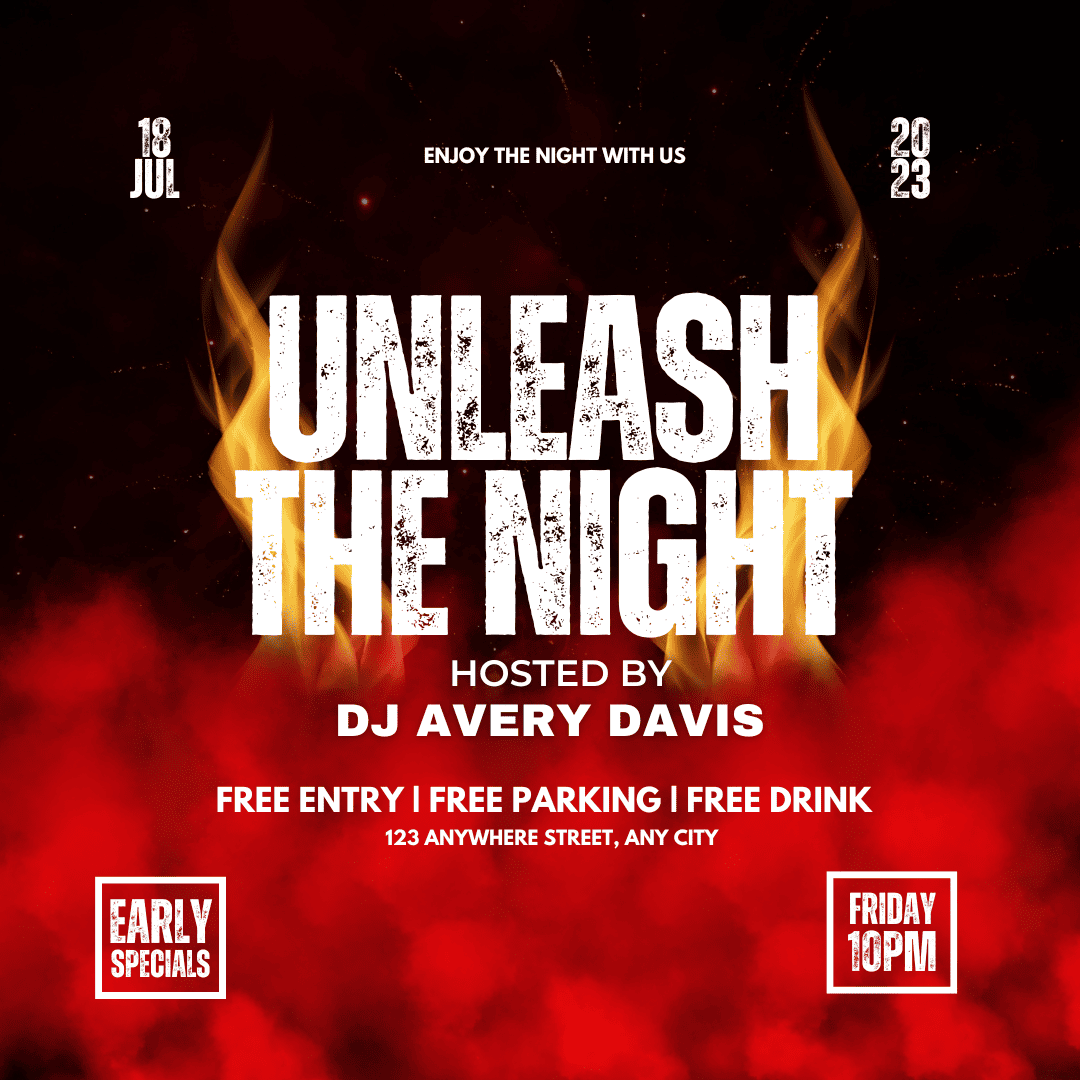 18
JUL
ENJOY THE NIGHT WITH US
20
23
UNLEASH
THE NIGHT
HOSTED BY
DJ AVERY DAVIS
FREE ENTRY | FREE PARKING | FREE DRINK
123 ANYWHERE STREET, ANY CITY
EARLY
SPECIALS
FRIDAY
10PM